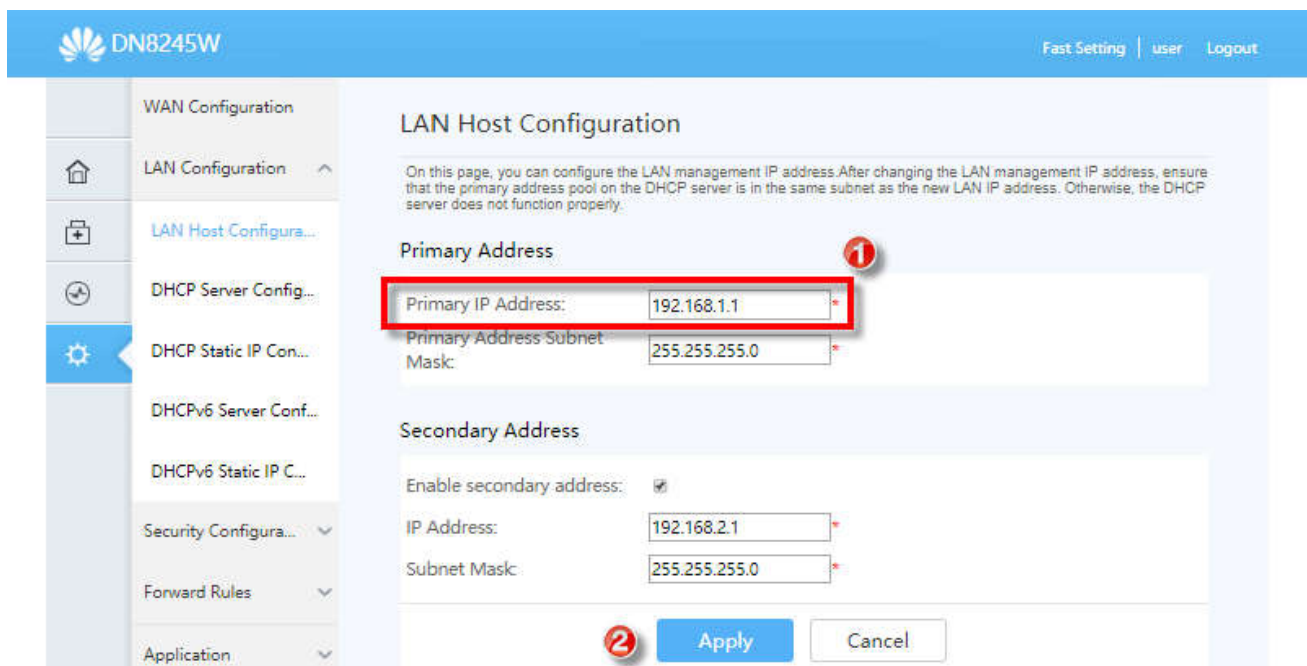 DN8245W
Fast Setting | user Logout
WAN Configuration
LAN Configuration
LAN Host Configura...
DHCP Server Config...
DHCP Static IP Con...
DHCPv6 Server Conf...
DHCPv6 Static IP C...
Security Configura...
Forward Rules
Application
LAN Host Configuration
On this page, you can configure the LAN management IP address.After changing the LAN management IP address, ensure
that the primary address pool on the DHCP server is in the same subnet as the new LAN IP address. Otherwise, the DHCP
server does not function properly.
Primary Address
1
Primary IP Address: 192.168.1.1 *
Primary Address Subnet
Mask: 255.255.255.0 *
Secondary Address
Enable secondary address:
IP Address: 192.168.2.1 *
Subnet Mask: 255.255.255.0 *
2 Apply Cancel